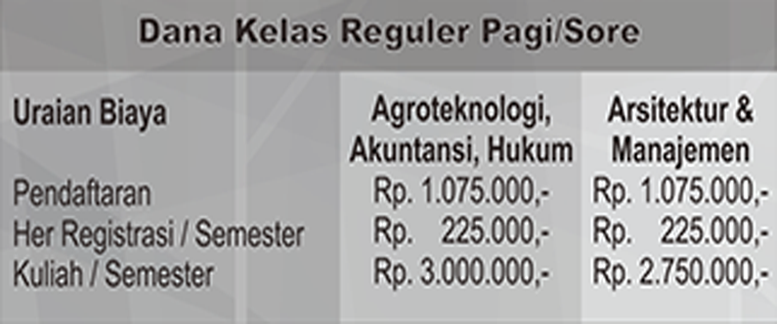 Dana Kelas Reguler Pagi/Sore
Uraian Biaya Agroteknologi, Akuntansi, Hukum Arsitektur & Manajemen
Pendaftaran Rp. 1.075.000,- Rp. 1.075.000,-
Her Registrasi / Semester Rp. 225.000,- Rp. 225.000,-
Kuliah / Semester Rp. 3.000.000,- Rp. 2.750.000,-